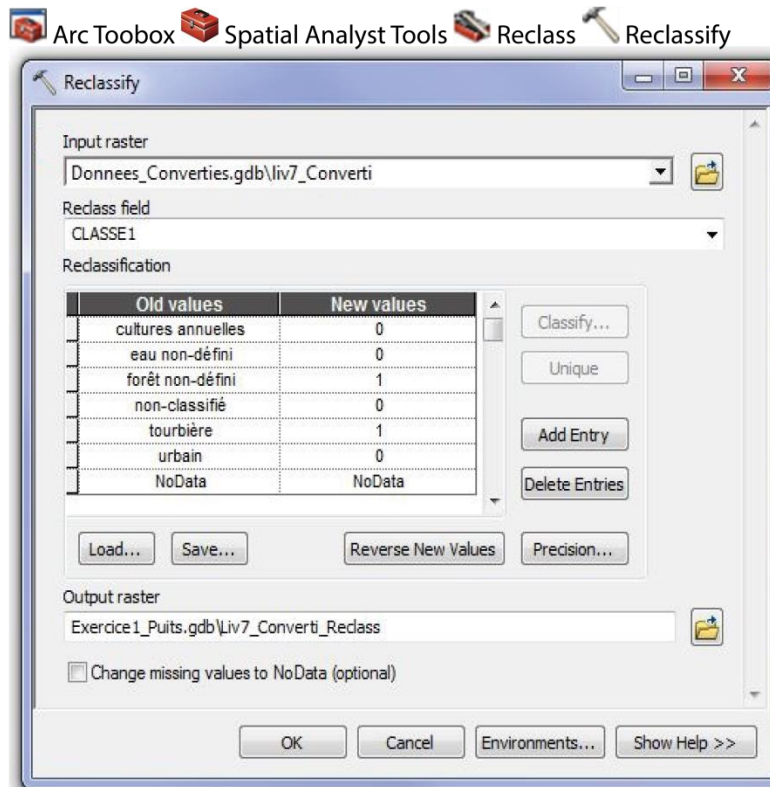 Arc Toobox Spatial Analyst Tools Reclass Reclassify
Reclassify
Input raster
Donnees_Converties.gdb\liv7_Converti
Reclass field
CLASSE1
Reclassification
Old values New values
cultures annuelles 0
eau non-défini 0
forêt non-défini 1
non-classifié 0
tourbière 1
urbain 0
NoData NoData
Classify...
Unique
Add Entry
Delete Entries
Load... Save... Reverse New Values Precision...
Output raster
Exercice1_Puits.gdb\Liv7_Converti_Reclass
Change missing values to NoData (optional)
OK Cancel Environments... Show Help >>